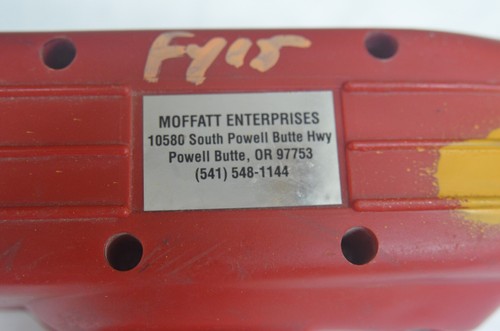 FY15
MOFFATT ENTERPRISES
10580 South Powell Butte Hwy
Powell Butte, OR 97753
(541) 548-1144